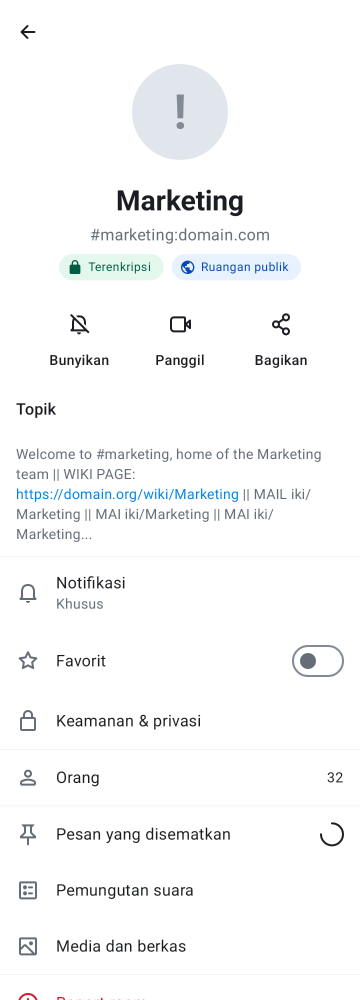 !
Marketing
#marketing:domain.com
Terenkripsi
Ruangan publik
Bunyikan
Panggil
Bagikan
Topik
Welcome to #marketing, home of the Marketing
team || WIKI PAGE:
https://domain.org/wiki/Marketing || MAIL iki/
Marketing || MAI iki/Marketing || MAI iki/
Marketing...
Notifikasi
Khusus
Favorit
Keamanan & privasi
Orang
32
Pesan yang disematkan
Pemungutan suara
Media dan berkas